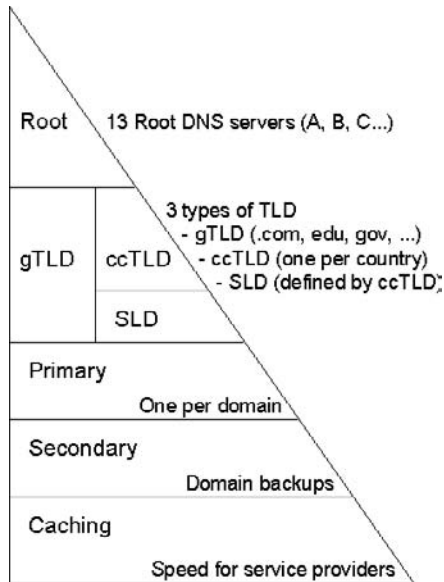 Root
13 Root DNS servers (A, B, C...)
3 types of TLD
- gTLD (.com, edu, gov, ...)
- ccTLD (one per country)
- SLD (defined by ccTLD)
gTLD
ccTLD
SLD
Primary
One per domain
Secondary
Domain backups
Caching
Speed for service providers